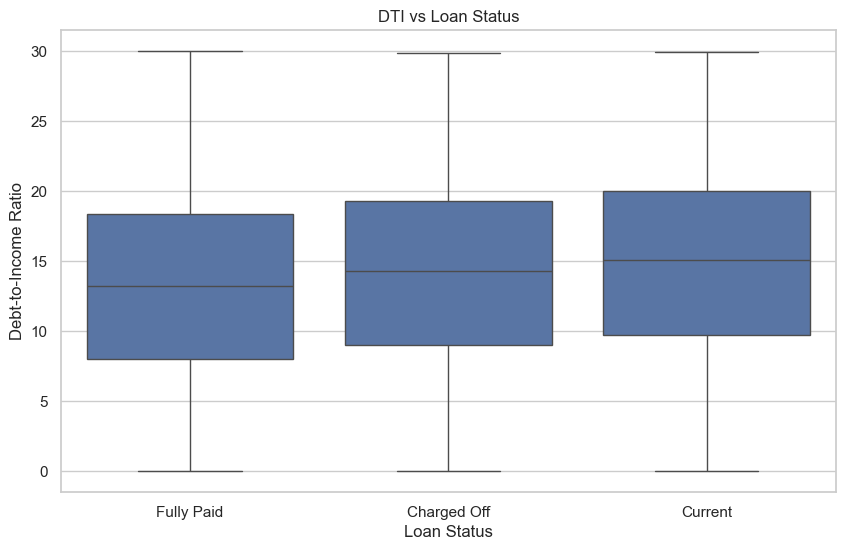 DTI vs Loan Status
Debt-to-Income Ratio
30
25
20
15
10
5
0
Fully Paid
Charged Off
Current
Loan Status